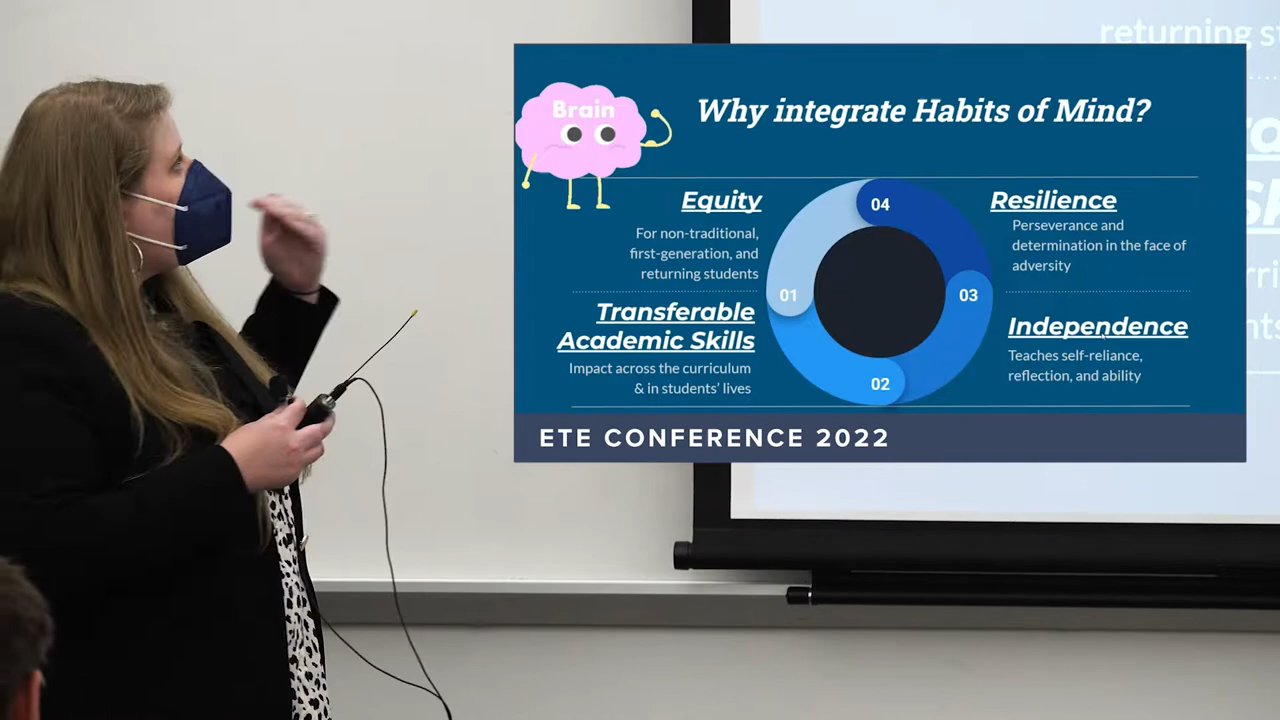 returning
Brain
Why integrate Habits of Mind?
Equity
For non-traditional,
first-generation, and
returning students
Transferable
Academic Skills
Impact across the curriculum
& in students' lives
01
02
03
04
Resilience
Perseverance and
determination in the face of
adversity
Independence
Teaches self-reliance,
reflection, and ability
ETE CONFERENCE 2022